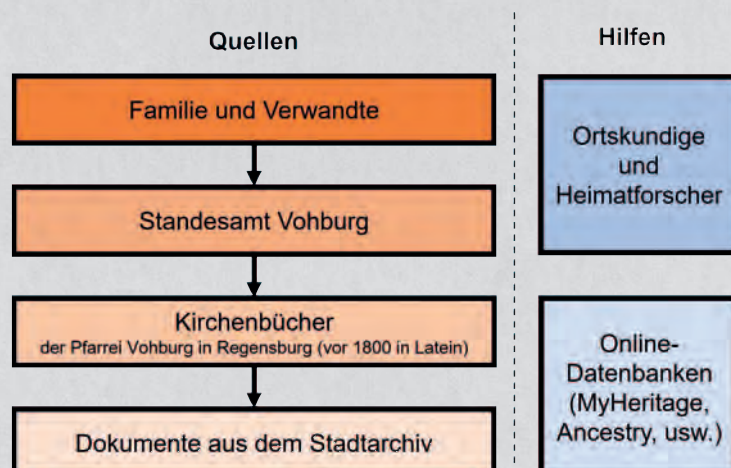 Quellen
Familie und Verwandte
Standesamt Vohburg
Kirchenbücher
der Pfarrei Vohburg in Regensburg (vor 1800 in Latein)
Dokumente aus dem Stadtarchiv
Hilfen
Ortskundige
und
Heimatforscher
Online-
Datenbanken
(MyHeritage,
Ancestry, usw.)